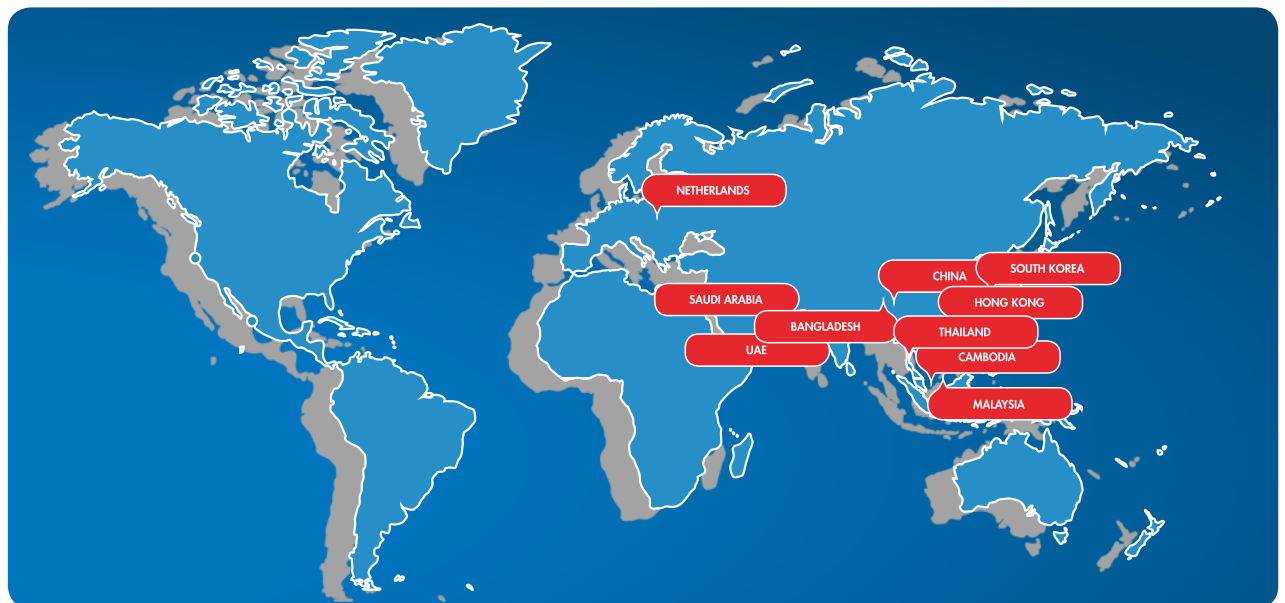 NETHERLANDS
SOUTH KOREA
CHINA
SAUDI ARABIA
HONG KONG
BANGLADESH
THAILAND
UAE
CAMBODIA
MALAYSIA